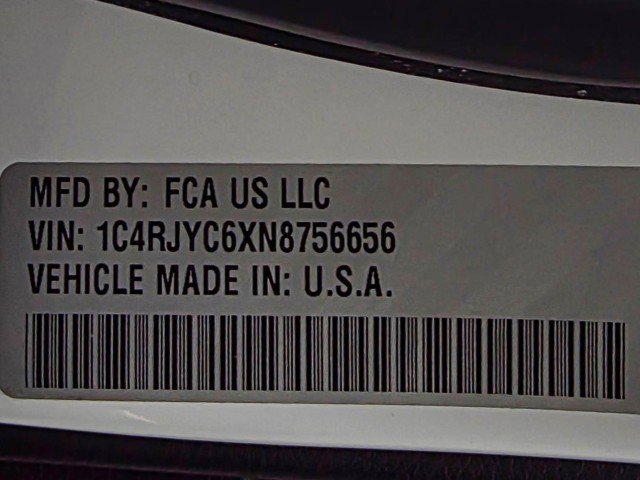 MFD BY: FCA US LLC
VIN: 1C4RJYC6XN8756656
VEHICLE MADE IN: U.S.A.